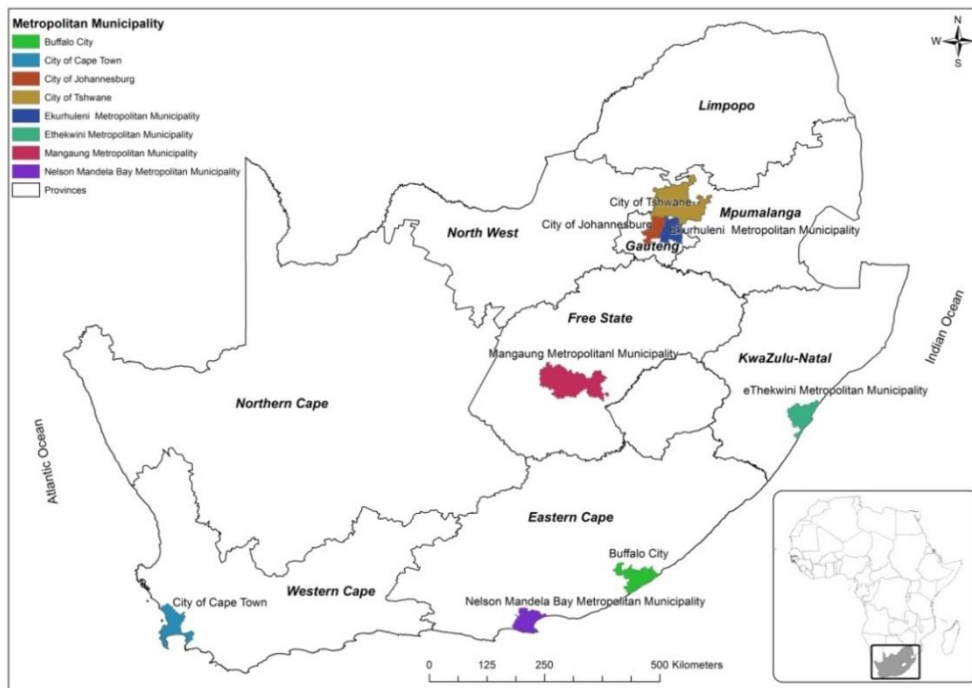 Metropolitan Municipality
Buffalo City
City of Cape Town
City of Johannesburg
City of Tshwane
Ekurhuleni Metropolitan Municipality
Ethekwini Metropolitan Municipality
Mangaung Metropolitan Municipality
Nelson Mandela Bay Metropolitan Municipality
Provinces
N
W
E
S
Limpopo
City of Tshwane
Mpumalanga
City of Johannesburg
Ekurhuleni Metropolitan Municipality
North West
Gauteng
Free State
Indian Ocean
Mangaung Metropolitanl Municipality
KwaZulu-Natal
eThekwini Metropolitan Municipality
Northern Cape
Atlantic Ocean
Eastern Cape
Buffalo City
Western Cape
City of Cape Town
Nelson Mandela Bay Metropolitan Municipality
0 125 250 500 Kilometers